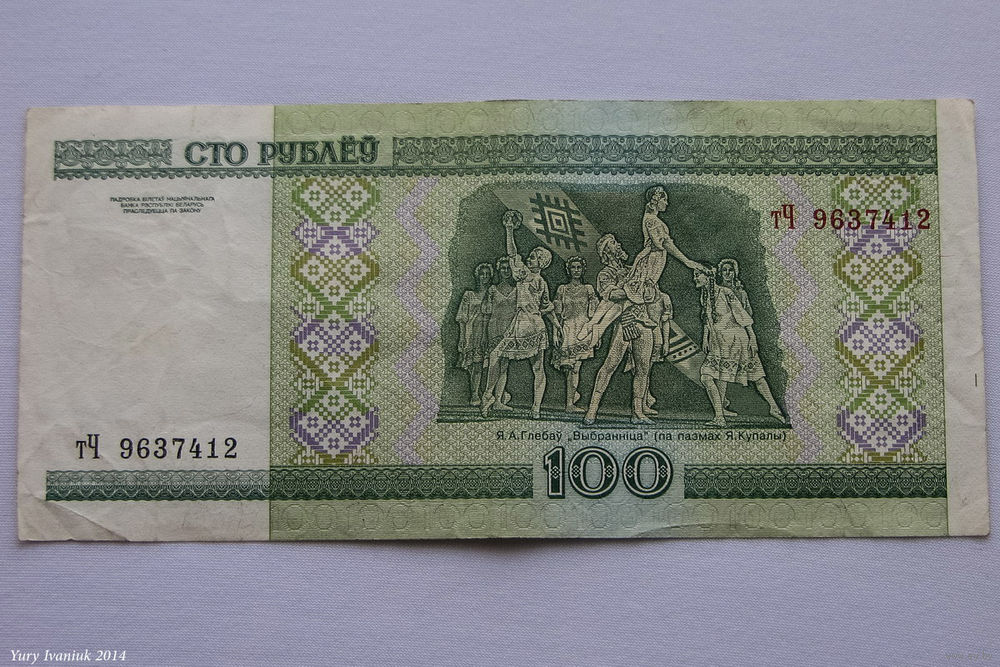 СТО РУБЛЁЎ
ПАДРОБКА БІЛЕТАЎ НАЦЫЯНАЛЬНАГА
БАНКА РЭСПУБЛІКІ БЕЛАРУСЬ
ПРАСЛЕДУЕЦЦА ПА ЗАКОНУ
тЧ 9637412
Я.А.Глебаў „Выбранніца" (па паэмах Я.Купалы)
тЧ 9637412
100
Yury Ivaniuk 2014